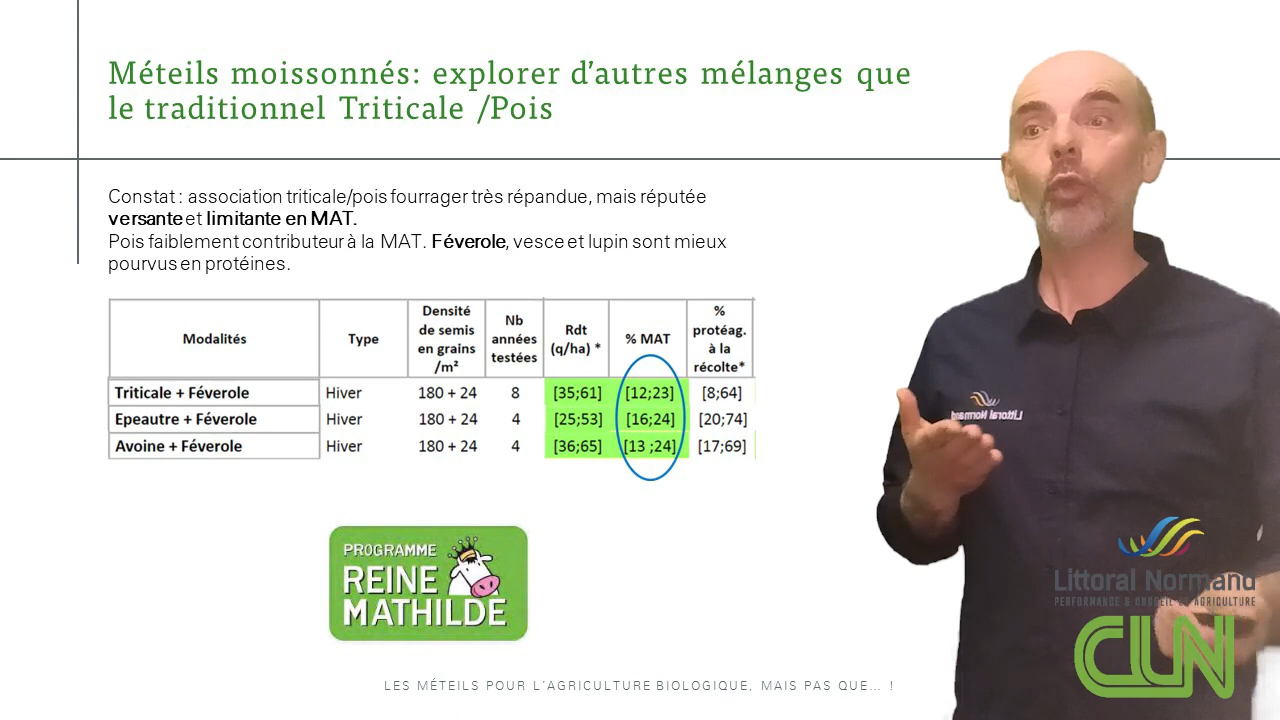 Méteils moissonnés: explorer d’autres mélanges que
le traditionnel Triticale /Pois
Constat : association triticale/pois fourrager très répandue, mais réputée
versante et limitante en MAT.
Pois faiblement contributeur à la MAT. Féverole, vesce et lupin sont mieux
pourvus en protéines.
Modalités Type Densité de semis en grains /m² Nb années testées Rdt (q/ha) * % MAT % protéag. à la récolte*
Triticale + Féverole Hiver 180 + 24 8 [35;61] [12;23] [8;64]
Epeautre + Féverole Hiver 180 + 24 4 [25;53] [16;24] [20;74]
Avoine + Féverole Hiver 180 + 24 4 [36;65] [13 ;24] [17;69]
Littoral Normand
PROGRAMME
REINE
MATHILDE
Littoral Normand
PERFORMANCE & CONSEIL EN AGRICULTURE
CLN
LES MÉTEILS POUR L’AGRICULTURE BIOLOGIQUE, MAIS PAS QUE… !